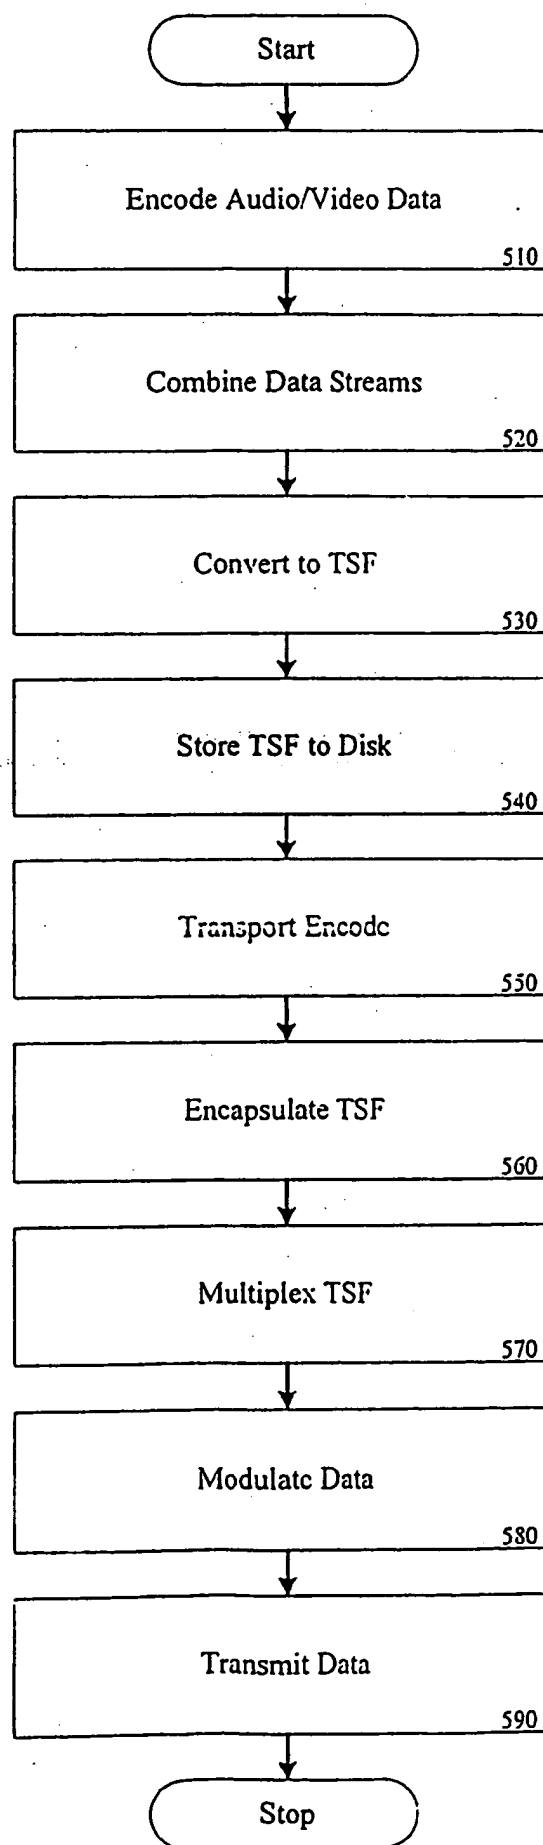 Start
Encode Audio/Video Data
510
Combine Data Streams
520
Convert to TSF
530
Store TSF to Disk
540
Transport Encode
550
Encapsulate TSF
560
Multiplex TSF
570
Modulate Data
580
Transmit Data
590
Stop